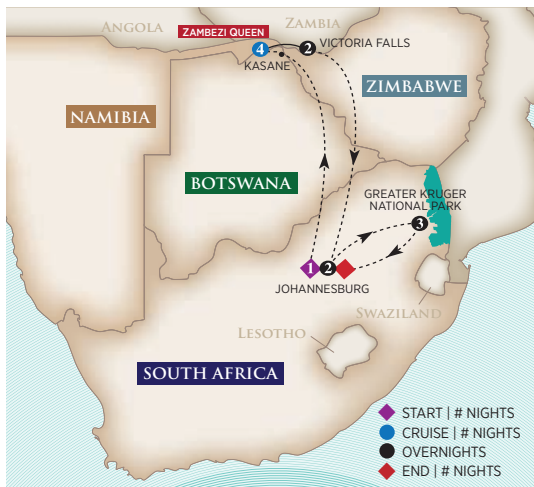 ANGOLA
ZAMBIA
ZAMBEZI QUEEN
4
2
VICTORIA FALLS
KASANE
ZIMBABWE
NAMIBIA
BOTSWANA
GREATER KRUGER
NATIONAL PARK
3
1
2
JOHANNESBURG
SWAZILAND
LESOTHO
SOUTH AFRICA
START | # NIGHTS
CRUISE | # NIGHTS
OVERNIGHTS
END | # NIGHTS